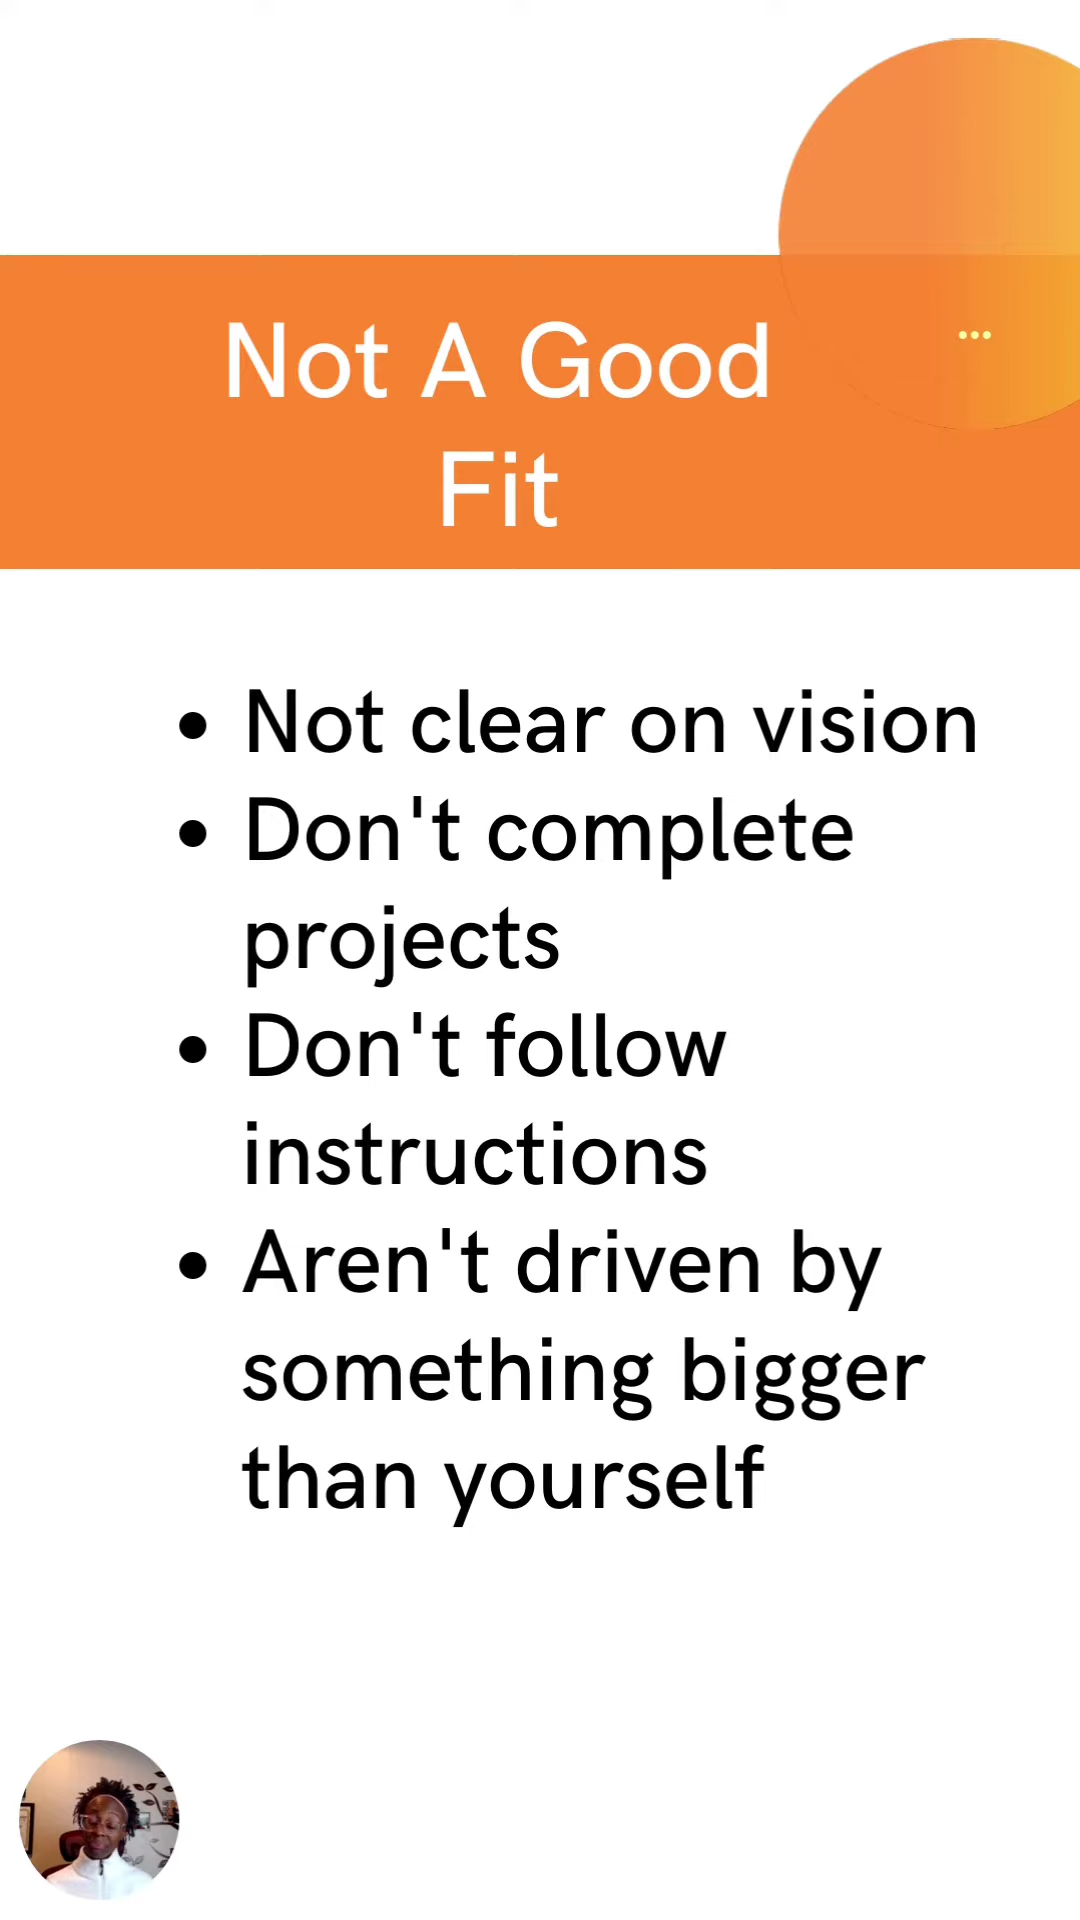 Not A Good
Fit
• Not clear on vision
• Don't complete
projects
• Don't follow
instructions
• Aren't driven by
something bigger
than yourself